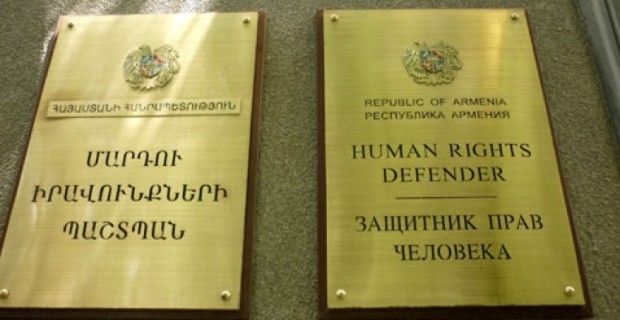 ՀԱՅԱՍՏԱՆԻ ՀԱՆՐԱՊԵՏՈՒԹՅՈՒՆ
ՄԱՐԴՈՒ
ԻՐԱՎՈՒՆՔՆԵՐԻ
ՊԱՇՏՊԱՆ
REPUBLIC OF ARMENIA
РЕСПУБЛИКА АРМЕНИЯ
HUMAN RIGHTS
DEFENDER
ЗАЩИТНИК ПРАВ
ЧЕЛОВЕКА